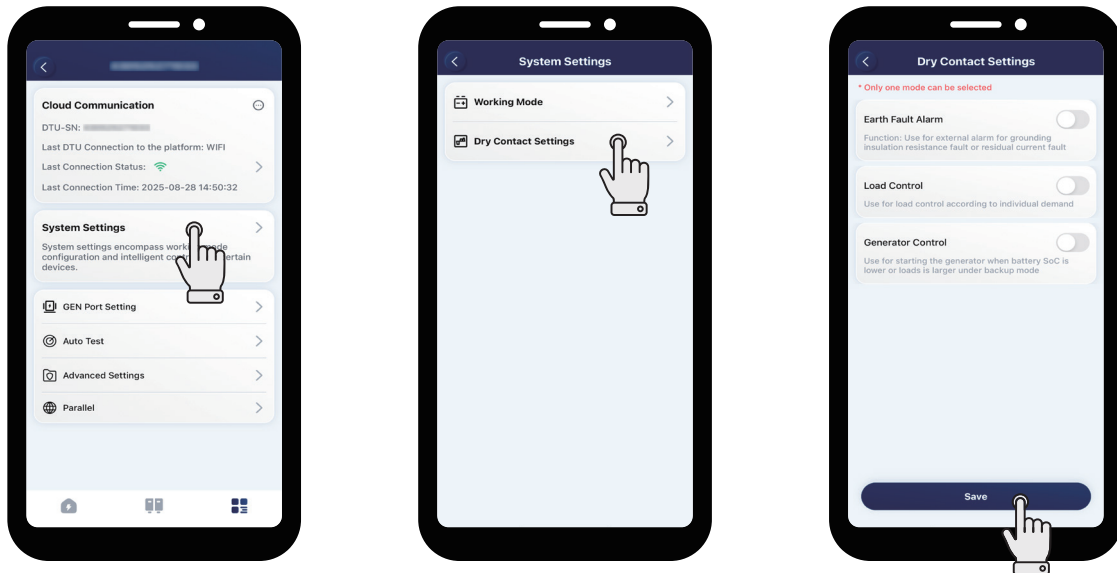 Cloud Communication
DTU-SN:
Last DTU Connection to the platform: WIFI
Last Connection Status:
Last Connection Time: 2025-08-28 14:50:32
System Settings
System settings encompass working mode
configuration and intelligent ertain
devices.
GEN Port Setting
Auto Test
Advanced Settings
Parallel
System Settings
Working Mode
Dry Contact Settings
Dry Contact Settings
* Only one mode can be selected
Earth Fault Alarm
Function: Use for external alarm for grounding
insulation resistance fault or residual current fault
Load Control
Use for load control according to individual demand
Generator Control
Use for starting the generator when battery SoC is
lower or loads is larger under backup mode
Save